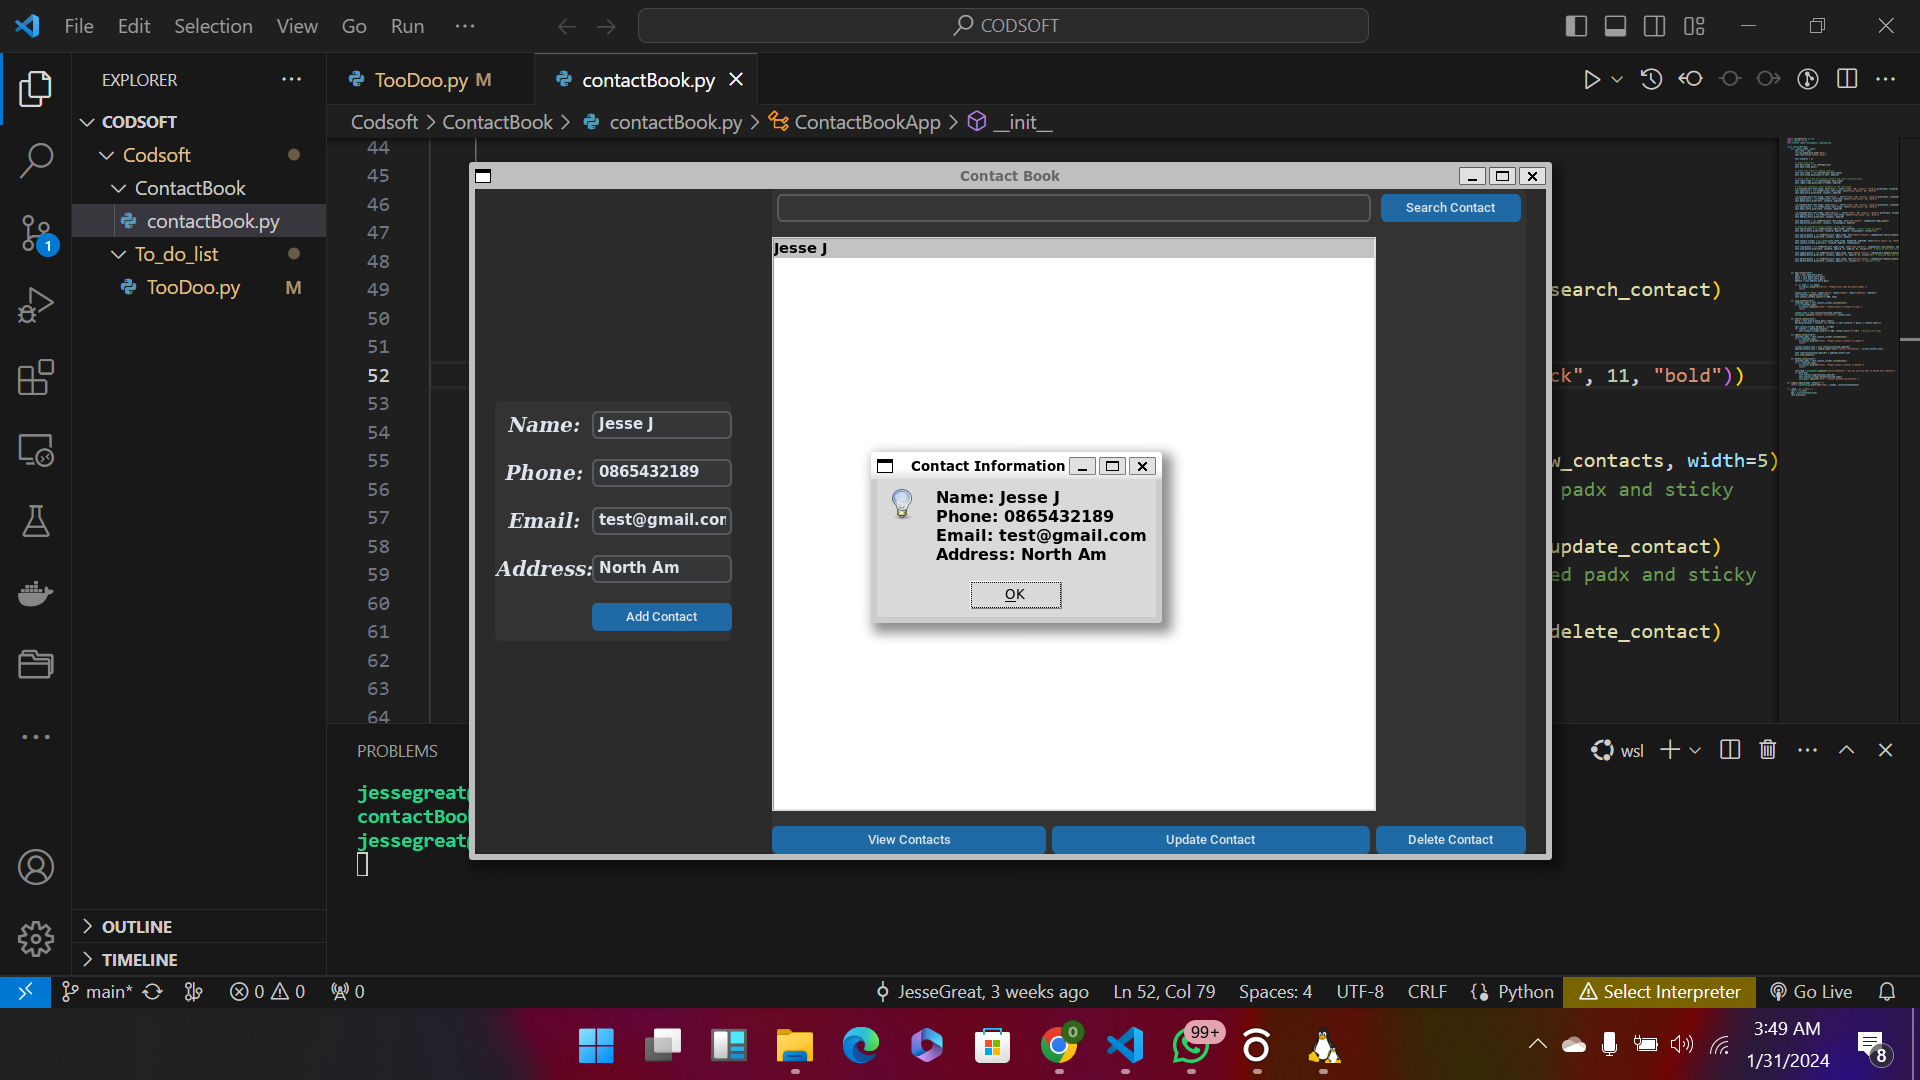 File Edit Selection View Go Run ···
CODSOFT
EXPLORER
CODSOFT
Codsoft
ContactBook
contactBook.py
To_do_list
TooDoo.py M
OUTLINE
TIMELINE
1
TooDoo.py M
contactBook.py
Codsoft > ContactBook > contactBook.py > ContactBookApp > __init__
44
45
46
47
48
49
50
51
52
53
54
55
56
57
58
59
60
61
62
63
64
search_contact)
ck", 11, "bold"))
w_contacts, width=5)
padx and sticky
update_contact)
ed padx and sticky
delete_contact)
Contact Book
Search Contact
Jesse J
Name: Jesse J
Phone: 0865432189
Email: test@gmail.com
Address: North Am
Add Contact
Contact Information
Name: Jesse J
Phone: 0865432189
Email: test@gmail.com
Address: North Am
OK
View Contacts
Update Contact
Delete Contact
PROBLEMS
wsl
jessegreat
contactBoo
jessegreat
main*
0 0
0
JesseGreat, 3 weeks ago
Ln 52, Col 79
Spaces: 4
UTF-8
CRLF
Python
Select Interpreter
Go Live
0
99+
3:49 AM
1/31/2024
8